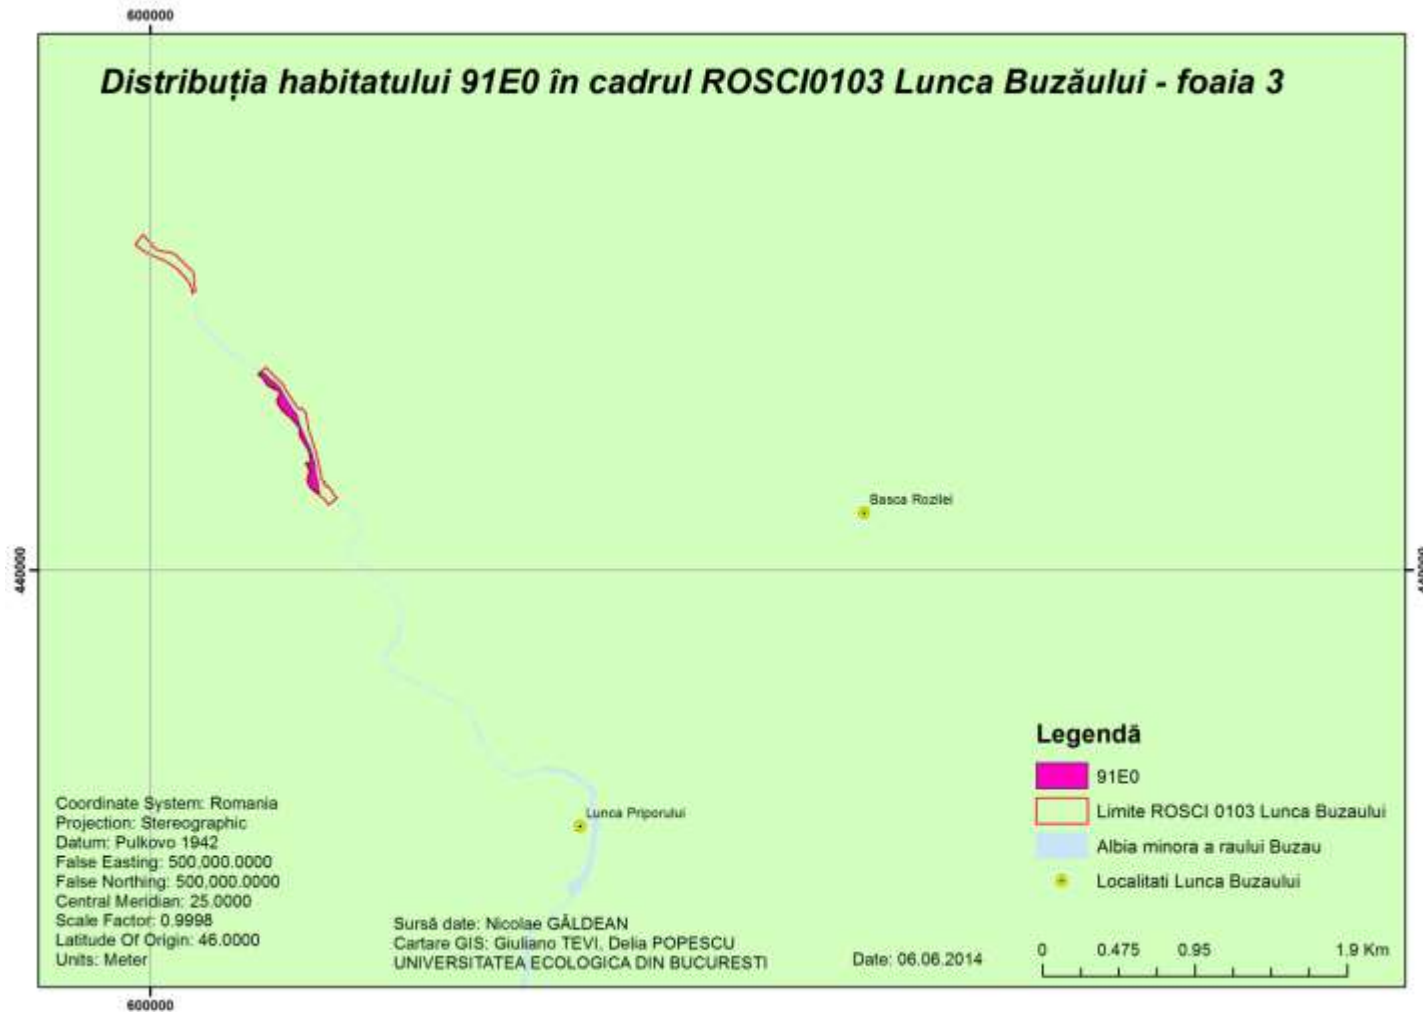 600000
Distribuția habitatului 91E0 în cadrul ROSCI0103 Lunca Buzăului - foaia 3
Basca Rozilei
440000
440000
Lunca Priporului
Legendă
91E0
Limite ROSCI 0103 Lunca Buzaului
Albia minora a raului Buzau
Localitati Lunca Buzaului
Coordinate System: Romania
Projection: Stereographic
Datum: Pulkovo 1942
False Easting: 500,000.0000
False Northing: 500,000.0000
Central Meridian: 25.0000
Scale Factor: 0.9998
Latitude Of Origin: 46.0000
Units: Meter
Sursă date: Nicolae GÂLDEAN
Cartare GIS: Giuliano TEVI, Delia POPESCU
UNIVERSITATEA ECOLOGICA DIN BUCURESTI
Date: 06.06.2014
0 0.475 0.95 1.9 Km
600000